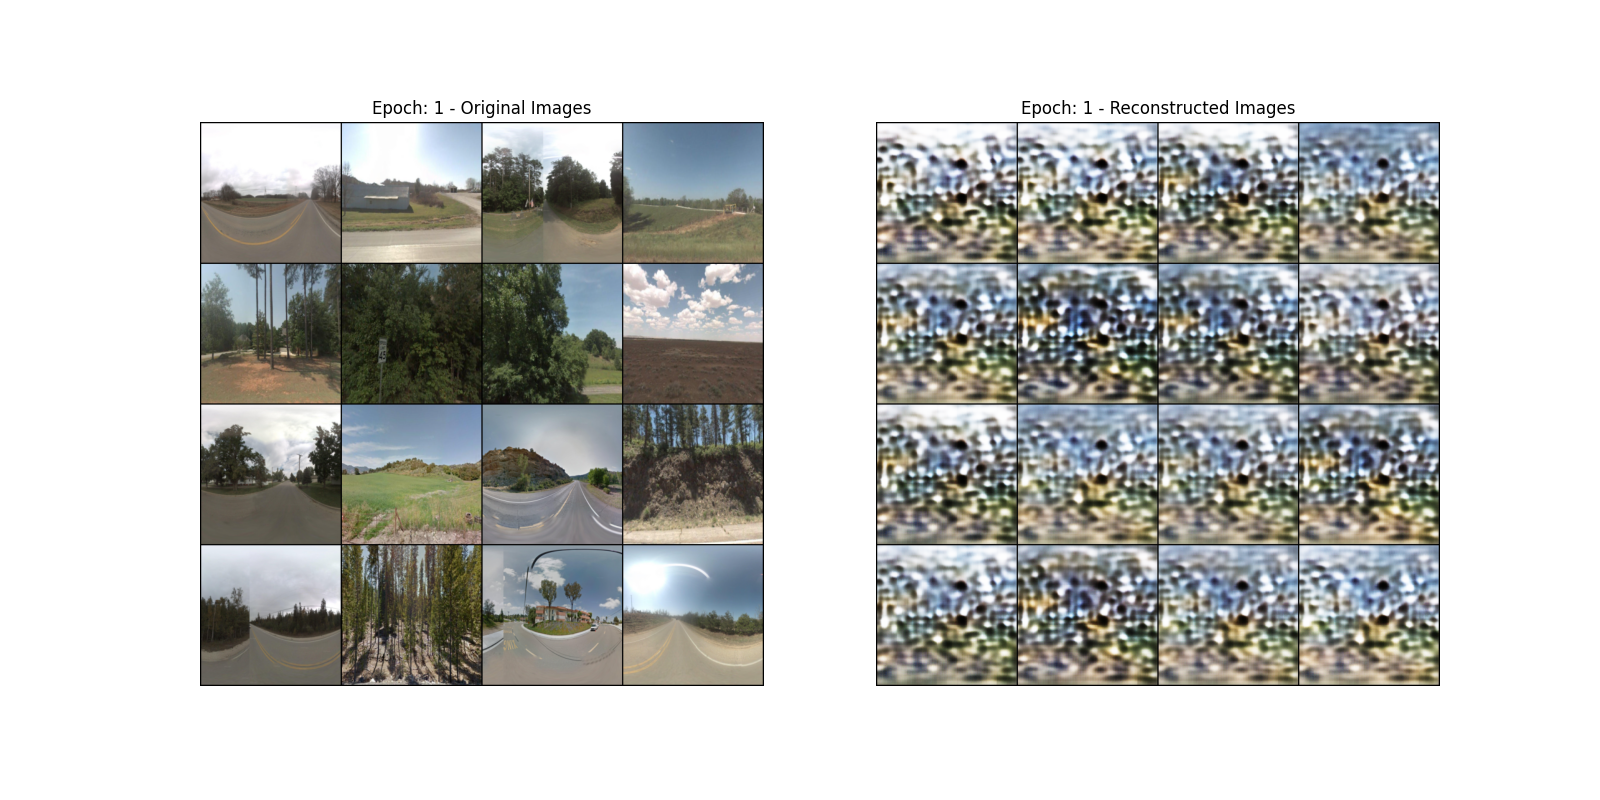 Epoch: 1 - Original Images
Epoch: 1 - Reconstructed Images